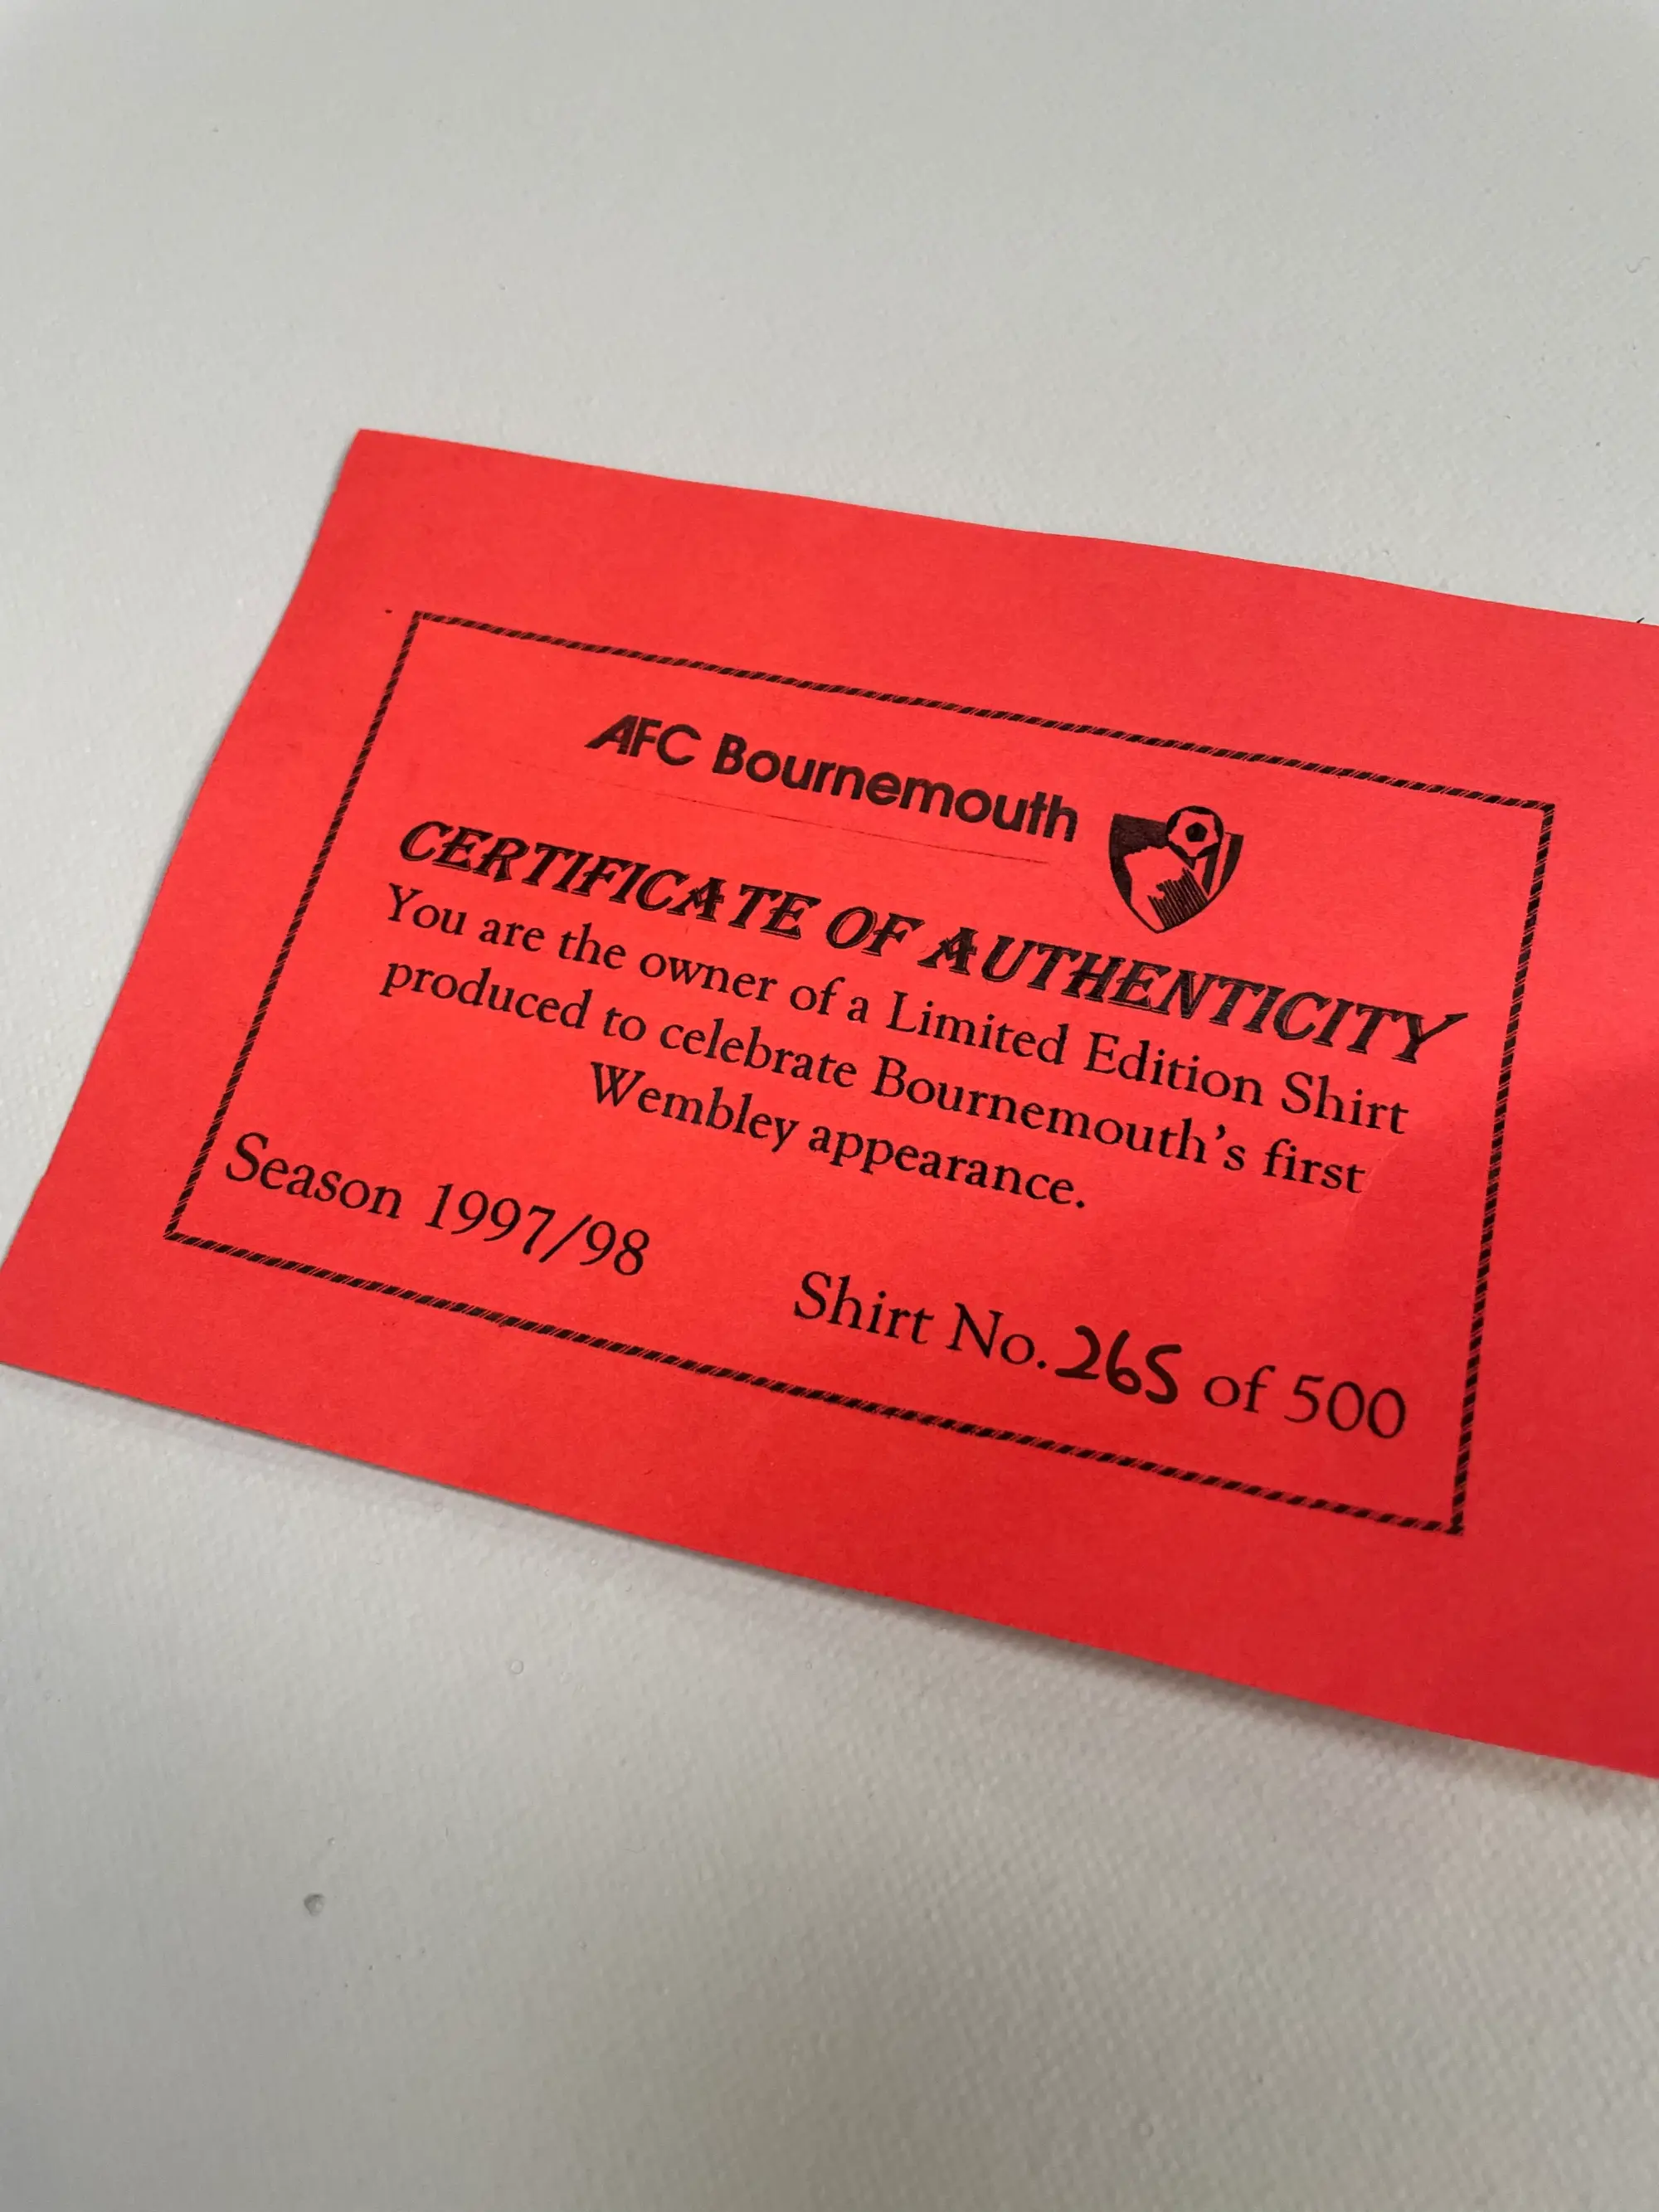 AFC Bournemouth
CERTIFICATE OF AUTHENTICITY
You are the owner of a Limited Edition Shirt
produced to celebrate Bournemouth's first
Wembley appearance.
Season 1997/98
Shirt No. 265 of 500